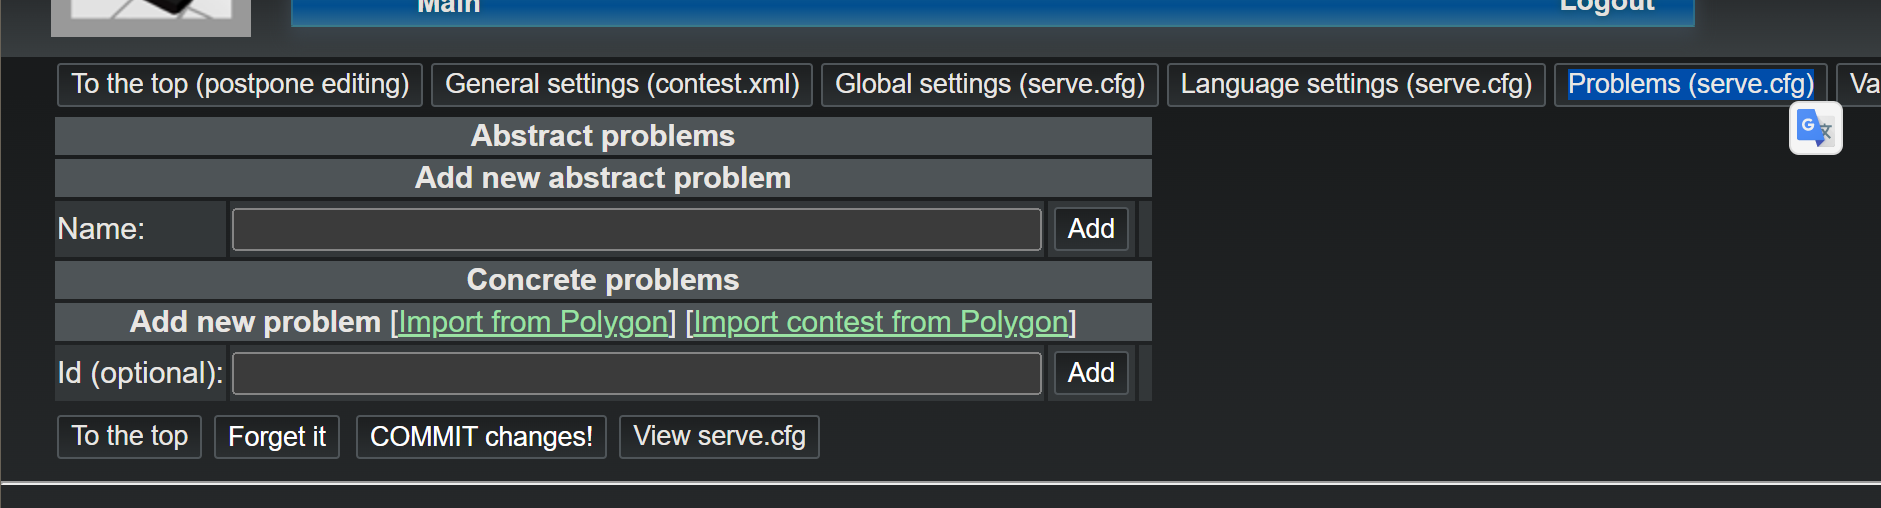 Main Logout
To the top (postpone editing) General settings (contest.xml) Global settings (serve.cfg) Language settings (serve.cfg) Problems (serve.cfg) Va
Abstract problems
Add new abstract problem
Name: Add
Concrete problems
Add new problem [Import from Polygon] [Import contest from Polygon]
Id (optional): Add
To the top Forget it COMMIT changes! View serve.cfg